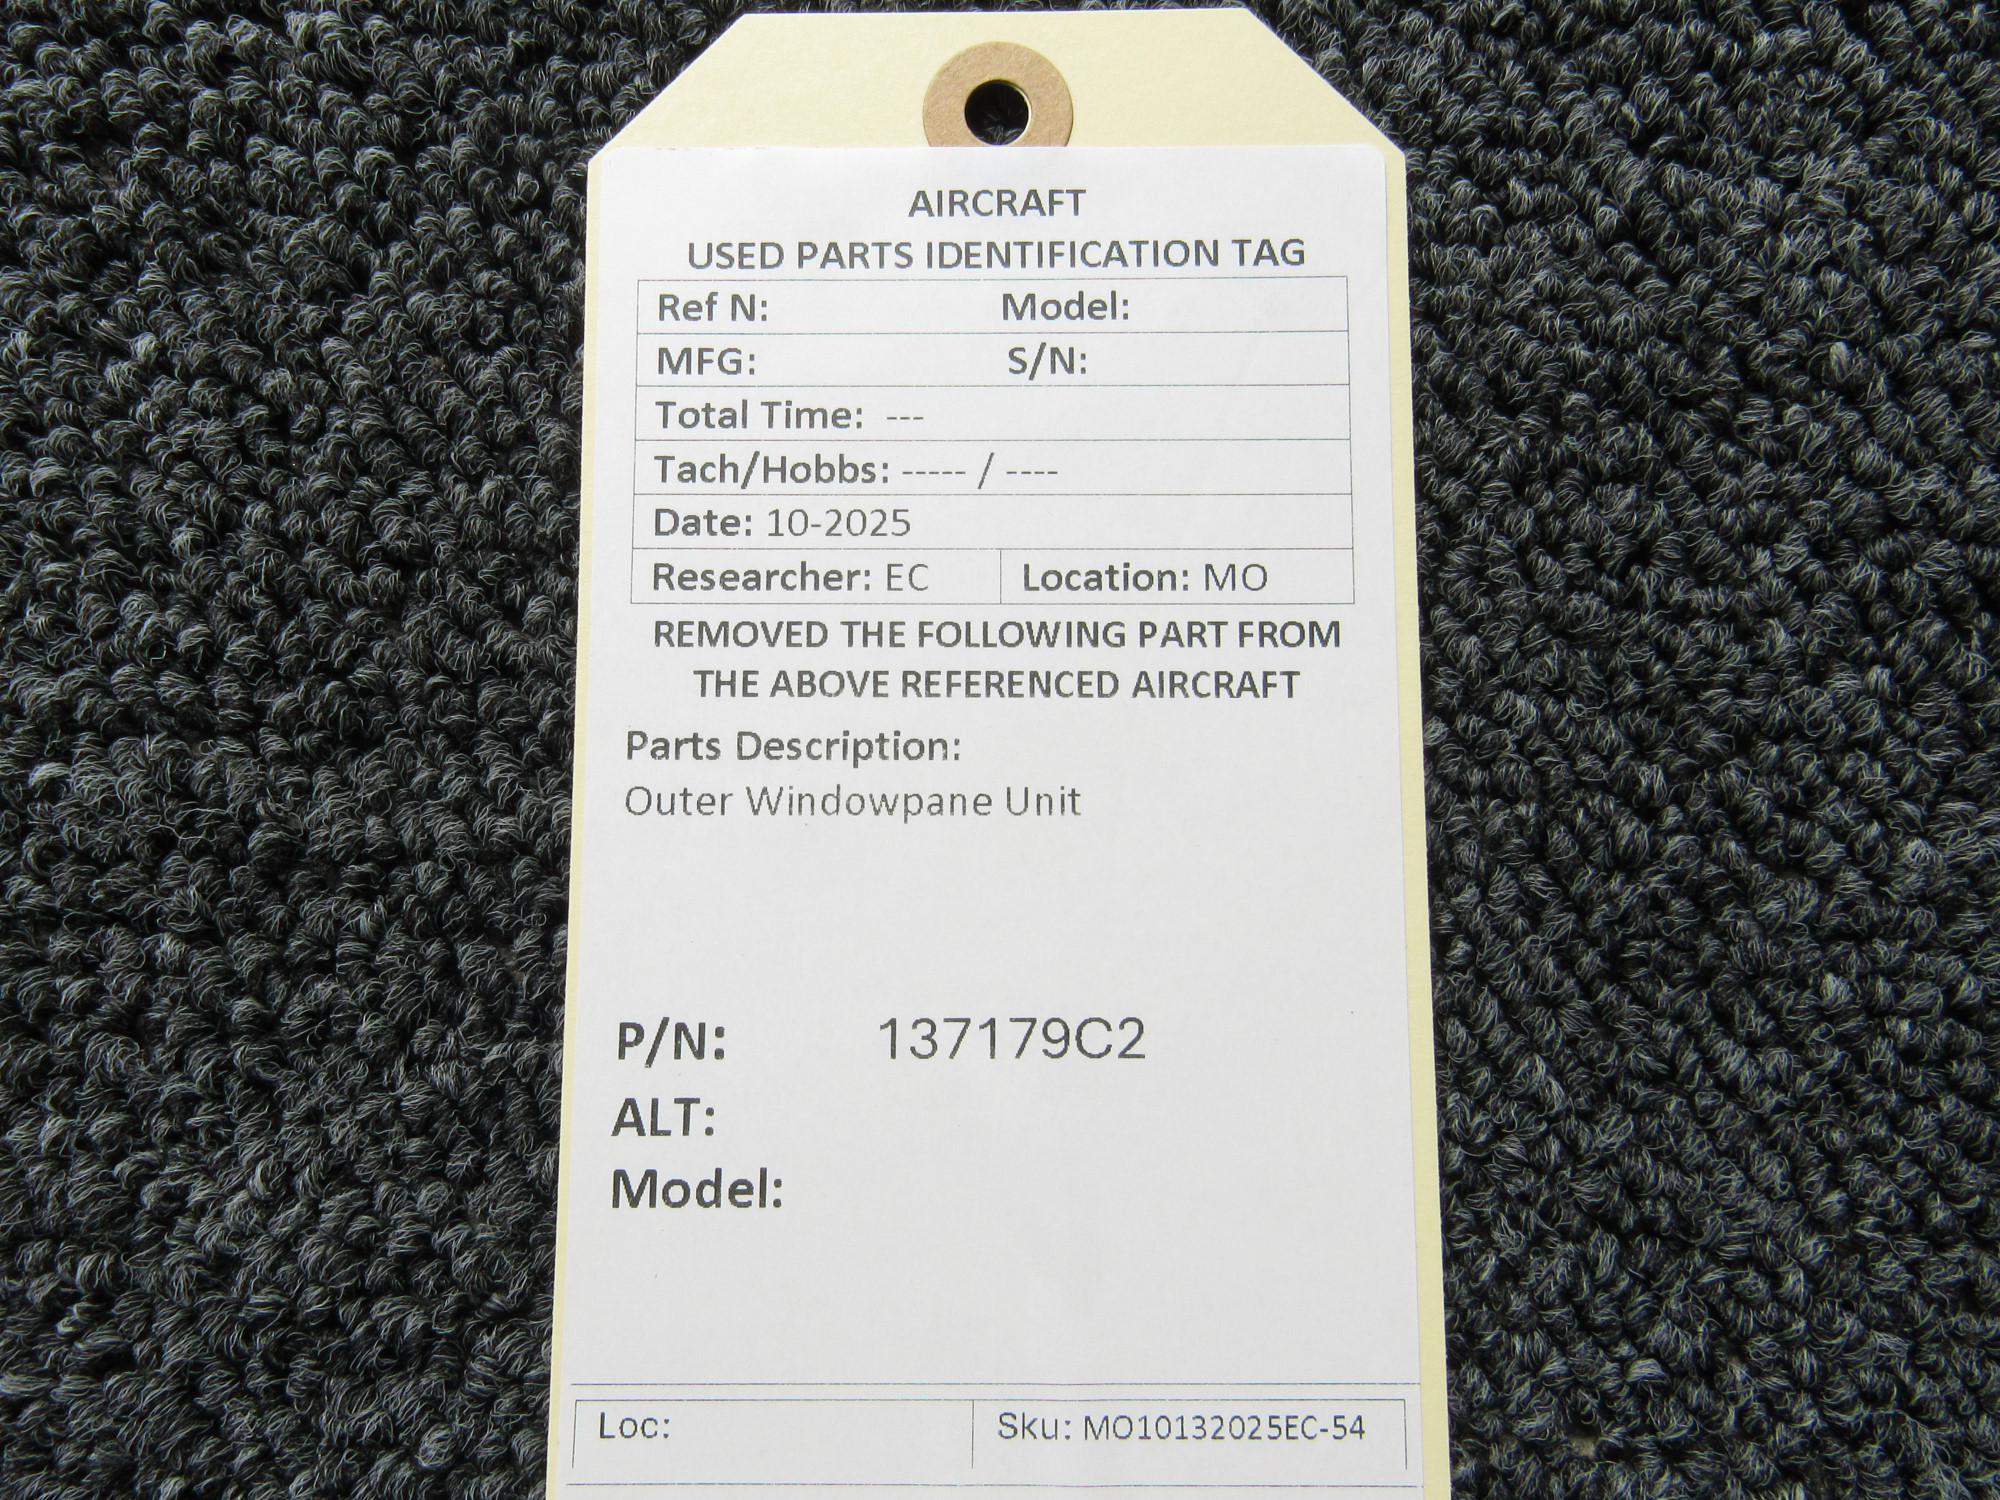 AIRCRAFT
USED PARTS IDENTIFICATION TAG
Ref N: Model:
MFG: S/N:
Total Time: ---
Tach/Hobbs: ----- / ----
Date: 10-2025
Researcher: EC Location: MO
REMOVED THE FOLLOWING PART FROM
THE ABOVE REFERENCED AIRCRAFT
Parts Description:
Outer Windowpane Unit
P/N: 137179C2
ALT:
Model:
Loc: Sku: MO10132025EC-54